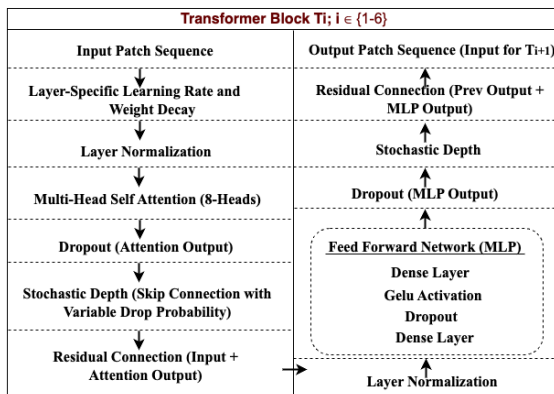 Transformer Block Ti; i ∈ {1-6}
Input Patch Sequence
Layer-Specific Learning Rate and
Weight Decay
Layer Normalization
Multi-Head Self Attention (8-Heads)
Dropout (Attention Output)
Stochastic Depth (Skip Connection with
Variable Drop Probability)
Residual Connection (Input +
Attention Output)
Output Patch Sequence (Input for Ti+1)
Residual Connection (Prev Output +
MLP Output)
Stochastic Depth
Dropout (MLP Output)
Feed Forward Network (MLP)
Dense Layer
Gelu Activation
Dropout
Dense Layer
Layer Normalization